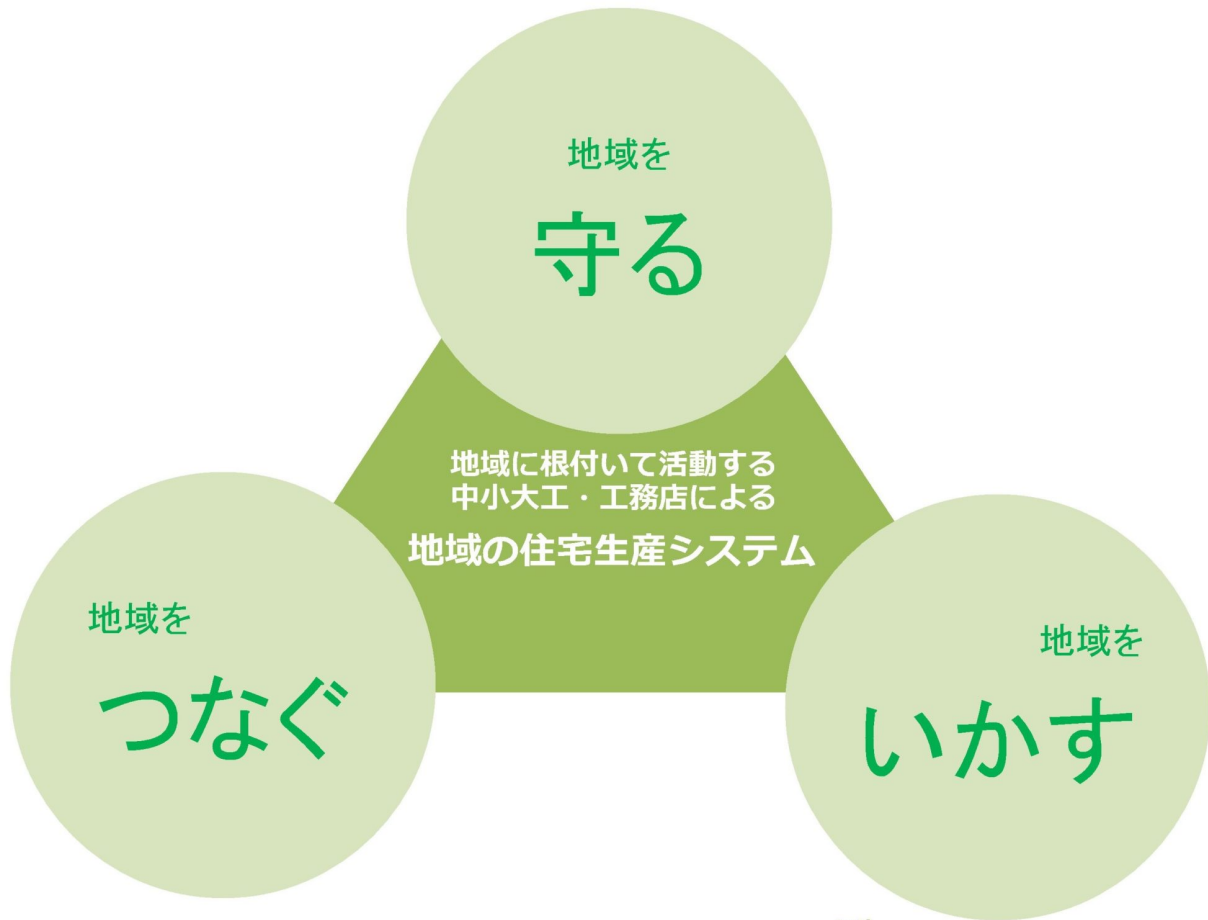 地域を
守る
地域に根付いて活動する
中小大工・工務店による
地域の住宅生産システム
地域を
つなぐ
地域を
いかす